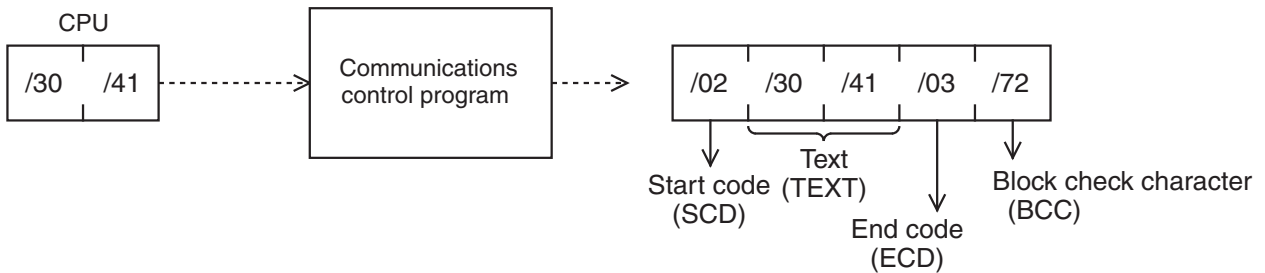 CPU
/30 /41
Communications
control program
/02 /30 /41 /03 /72
Start code
(SCD)
Text
(TEXT)
End code
(ECD)
Block check character
(BCC)